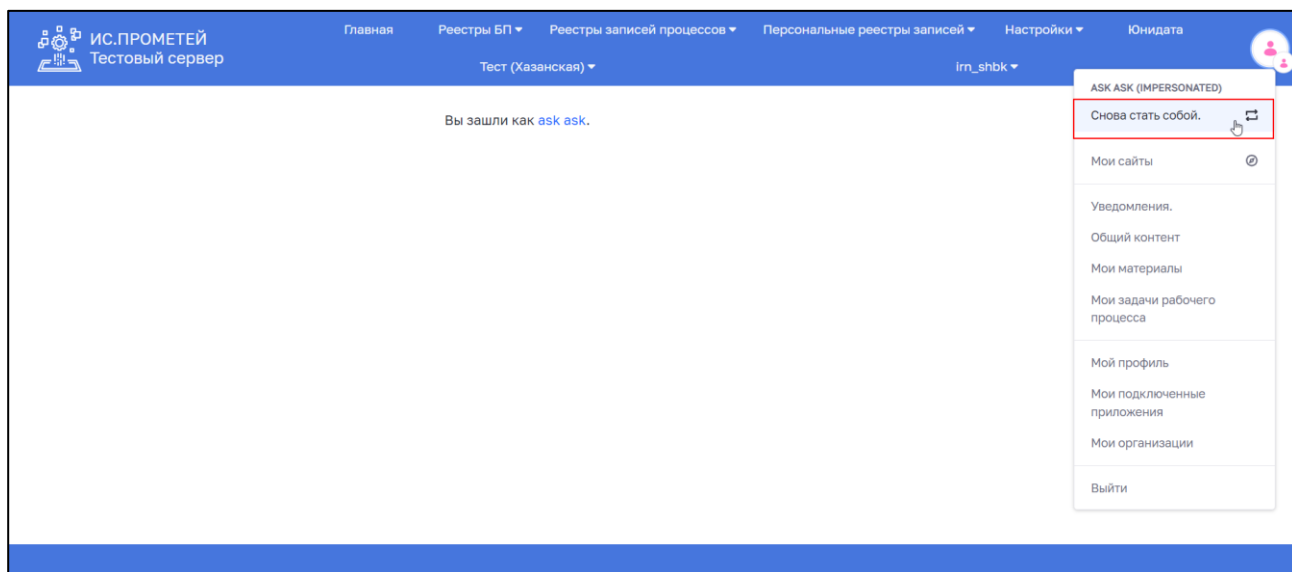 ИС.ПРОМЕТЕЙ
Тестовый сервер
Главная Реестры БП Реестры записей процессов Персональные реестры записей Настройки Юнидата
Тест (Хазанская) irn_shbk
Вы зашли как ask ask.
ASK ASK (IMPERSONATED)
Снова стать собой.
Мои сайты
Уведомления.
Общий контент
Мои материалы
Мои задачи рабочего
процесса
Мой профиль
Мои подключенные
приложения
Мои организации
Выйти